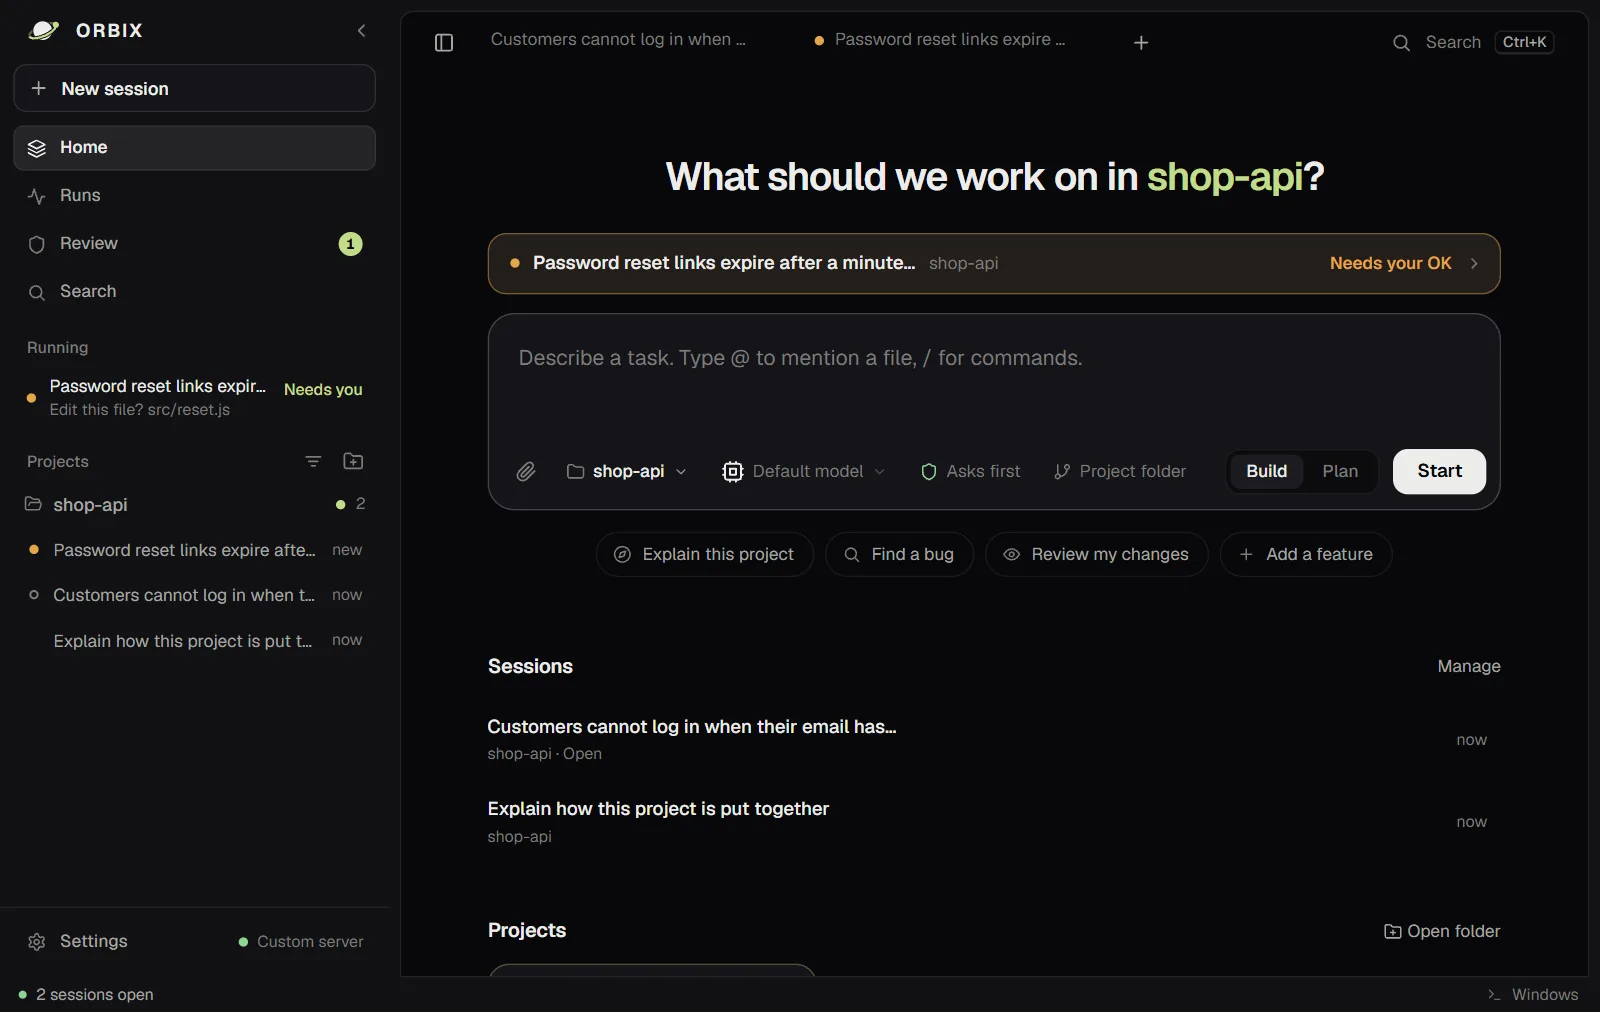 ORBIX
New session
Home
Runs
Review
1
Search
Running
Password reset links expir...
Needs you
Edit this file? src/reset.js
Projects
shop-api
2
Password reset links expire afte...
new
Customers cannot log in when t...
now
Explain how this project is put t...
now
Settings
Custom server
2 sessions open
Customers cannot log in when ...
Password reset links expire ...
Search
Ctrl+K
What should we work on in shop-api?
Password reset links expire after a minute...
shop-api
Needs your OK
Describe a task. Type @ to mention a file, / for commands.
shop-api
Default model
Asks first
Project folder
Build
Plan
Start
Explain this project
Find a bug
Review my changes
Add a feature
Sessions
Manage
Customers cannot log in when their email has...
shop-api · Open
now
Explain how this project is put together
shop-api
now
Projects
Open folder
Windows